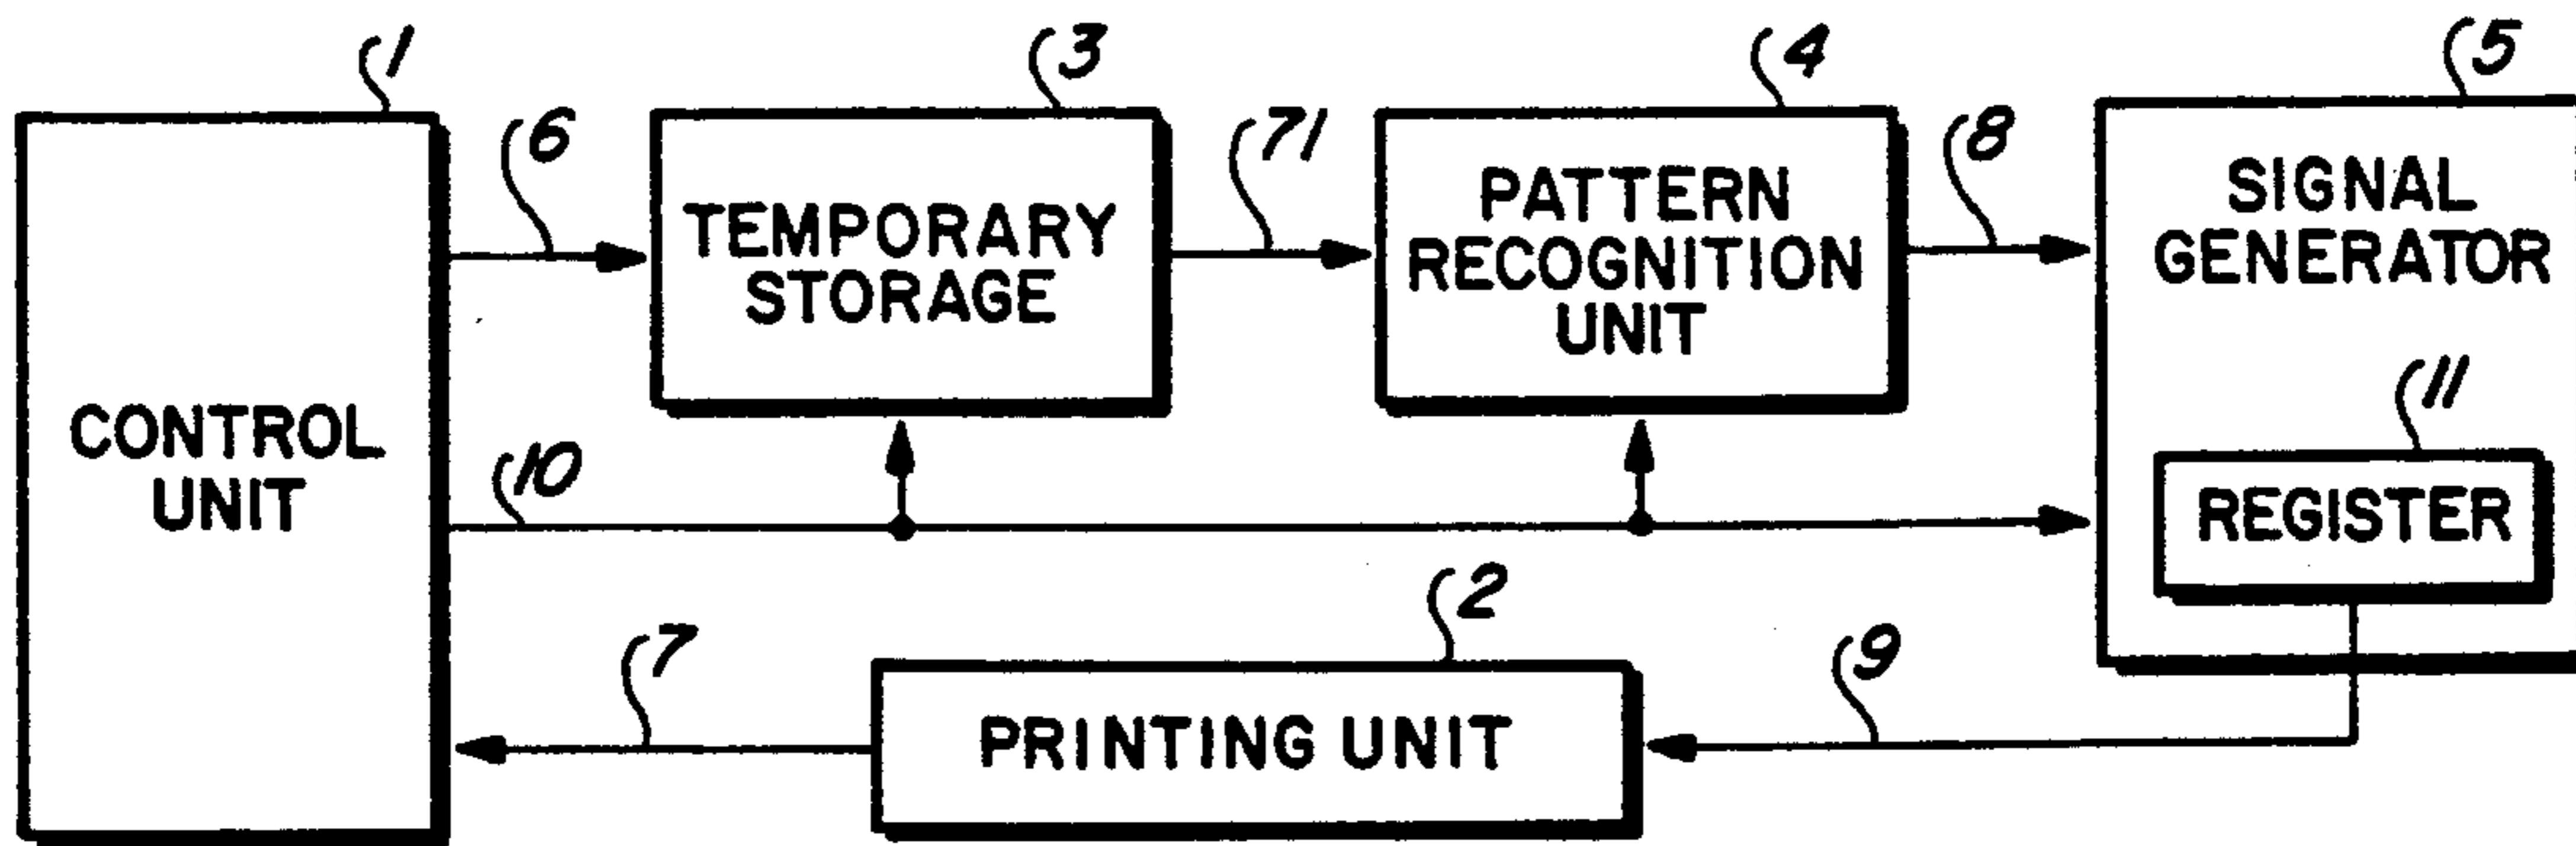 1
3
4
5
6
71
8
TEMPORARY
STORAGE
PATTERN
RECOGNITION
UNIT
SIGNAL
GENERATOR
CONTROL
UNIT
10
11
REGISTER
2
7
9
PRINTING UNIT